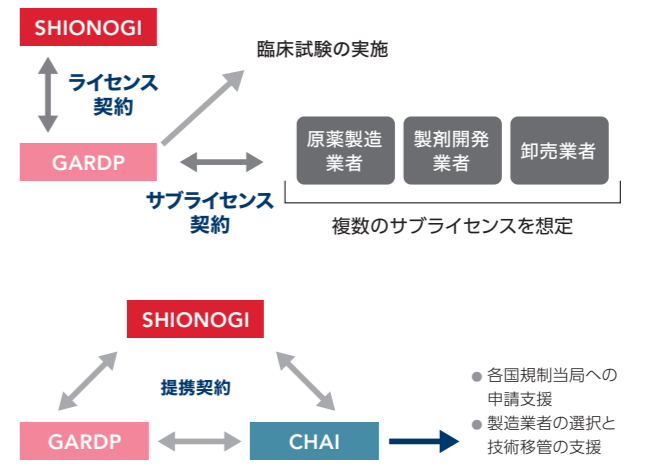 SHIONOGI
臨床試験の実施
ライセンス
契約
GARDP
原薬製造
業者
製剤開発
業者
卸売業者
サブライセンス
契約
複数のサブライセンスを想定
SHIONOGI
提携契約
GARDP
CHAI
● 各国規制当局への
申請支援
● 製造業者の選択と
技術移管の支援